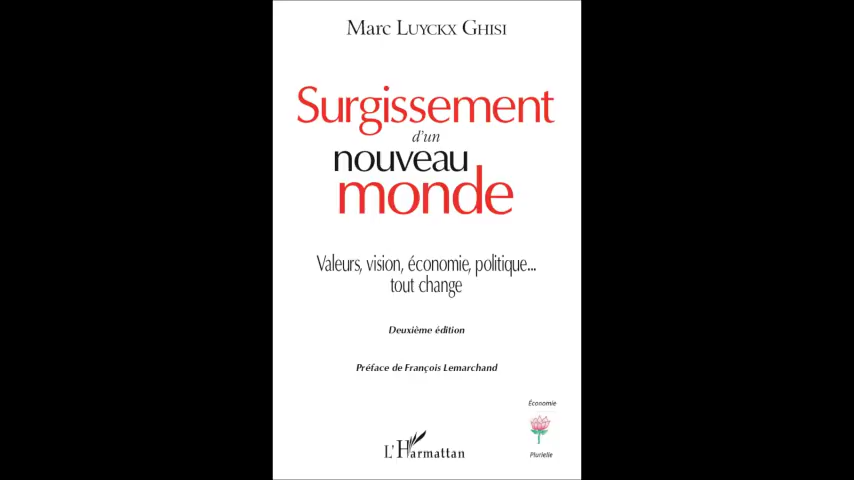 Marc LUYCKX GHISI
Surgissement
d'un
nouveau
monde
Valeurs, vision, économie, politique...
tout change
Deuxième édition
Préface de François Lemarchand
Économie
L'Harmattan
Plurielle